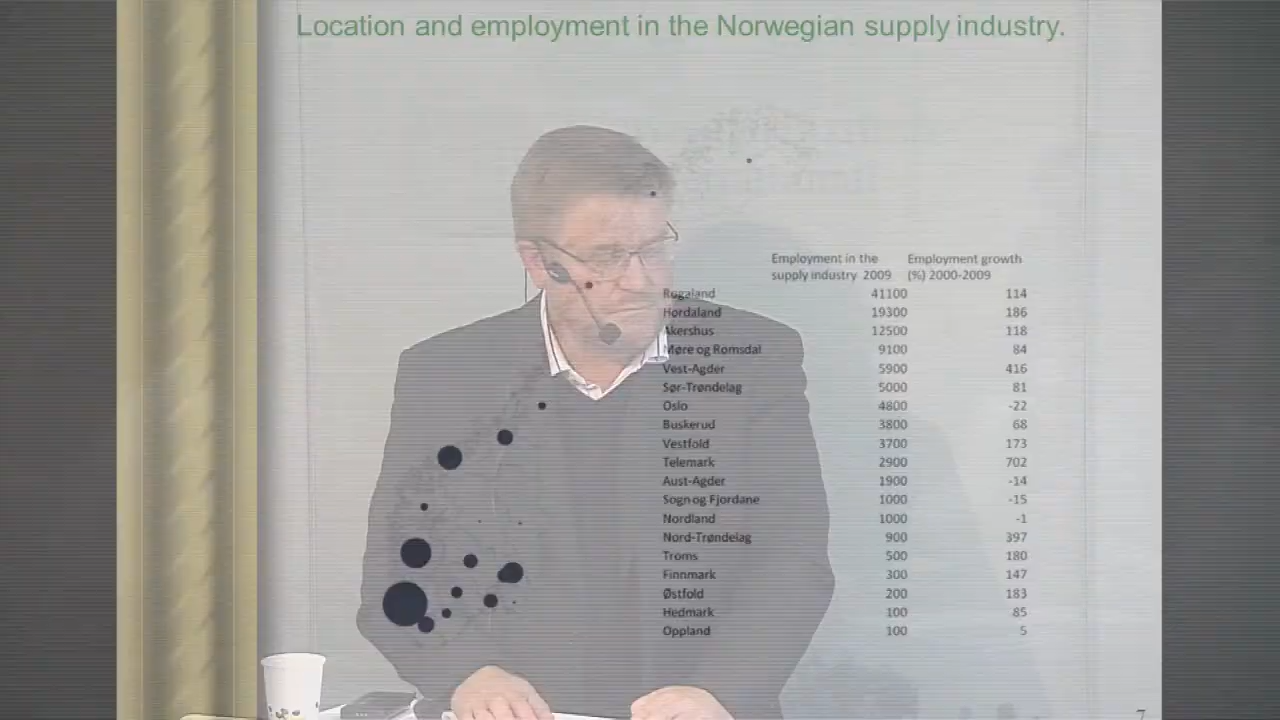 Location and employment in the Norwegian supply industry.
Employment in the Employment growth
supply industry 2009 (%) 2000-2009
Rogaland 41100 114
Hordaland 19300 186
Akershus 12500 118
Møre og Romsdal 9100 84
Vest-Agder 5900 416
Sør-Trøndelag 5000 81
Oslo 4800 -22
Buskerud 3800 68
Vestfold 3700 173
Telemark 2900 702
Aust-Agder 1900 -14
Sogn og Fjordane 1000 -15
Nordland 1000 -1
Nord-Trøndelag 900 397
Troms 500 180
Finnmark 300 147
Østfold 200 183
Hedmark 100 85
Oppland 100 5
7